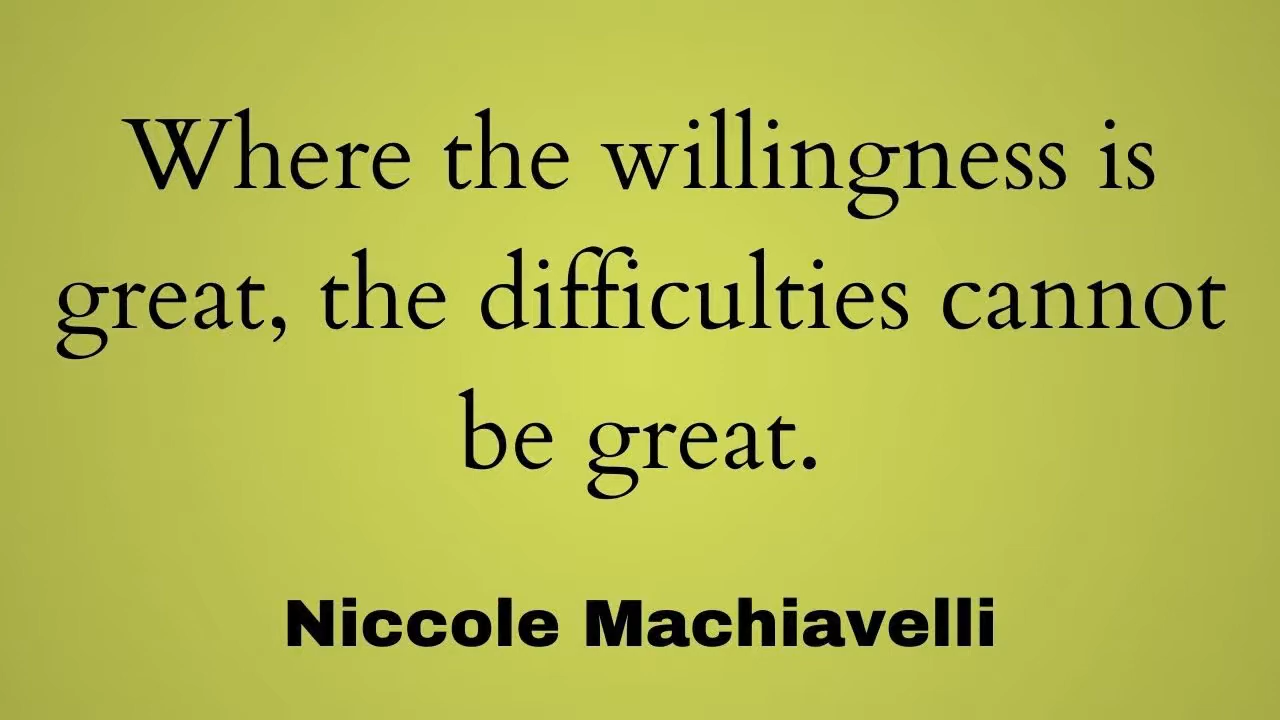 Where the willingness is
great, the difficulties cannot
be great.
Niccole Machiavelli